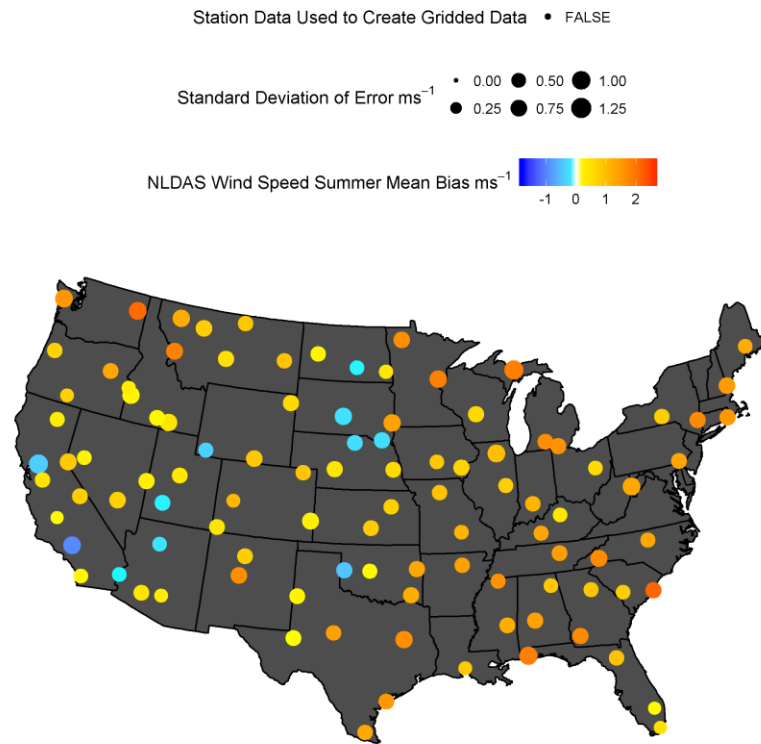 Station Data Used to Create Gridded Data • FALSE
Standard Deviation of Error ms⁻¹
0.00 0.50 1.00
0.25 0.75 1.25
NLDAS Wind Speed Summer Mean Bias ms⁻¹
-1 0 1 2